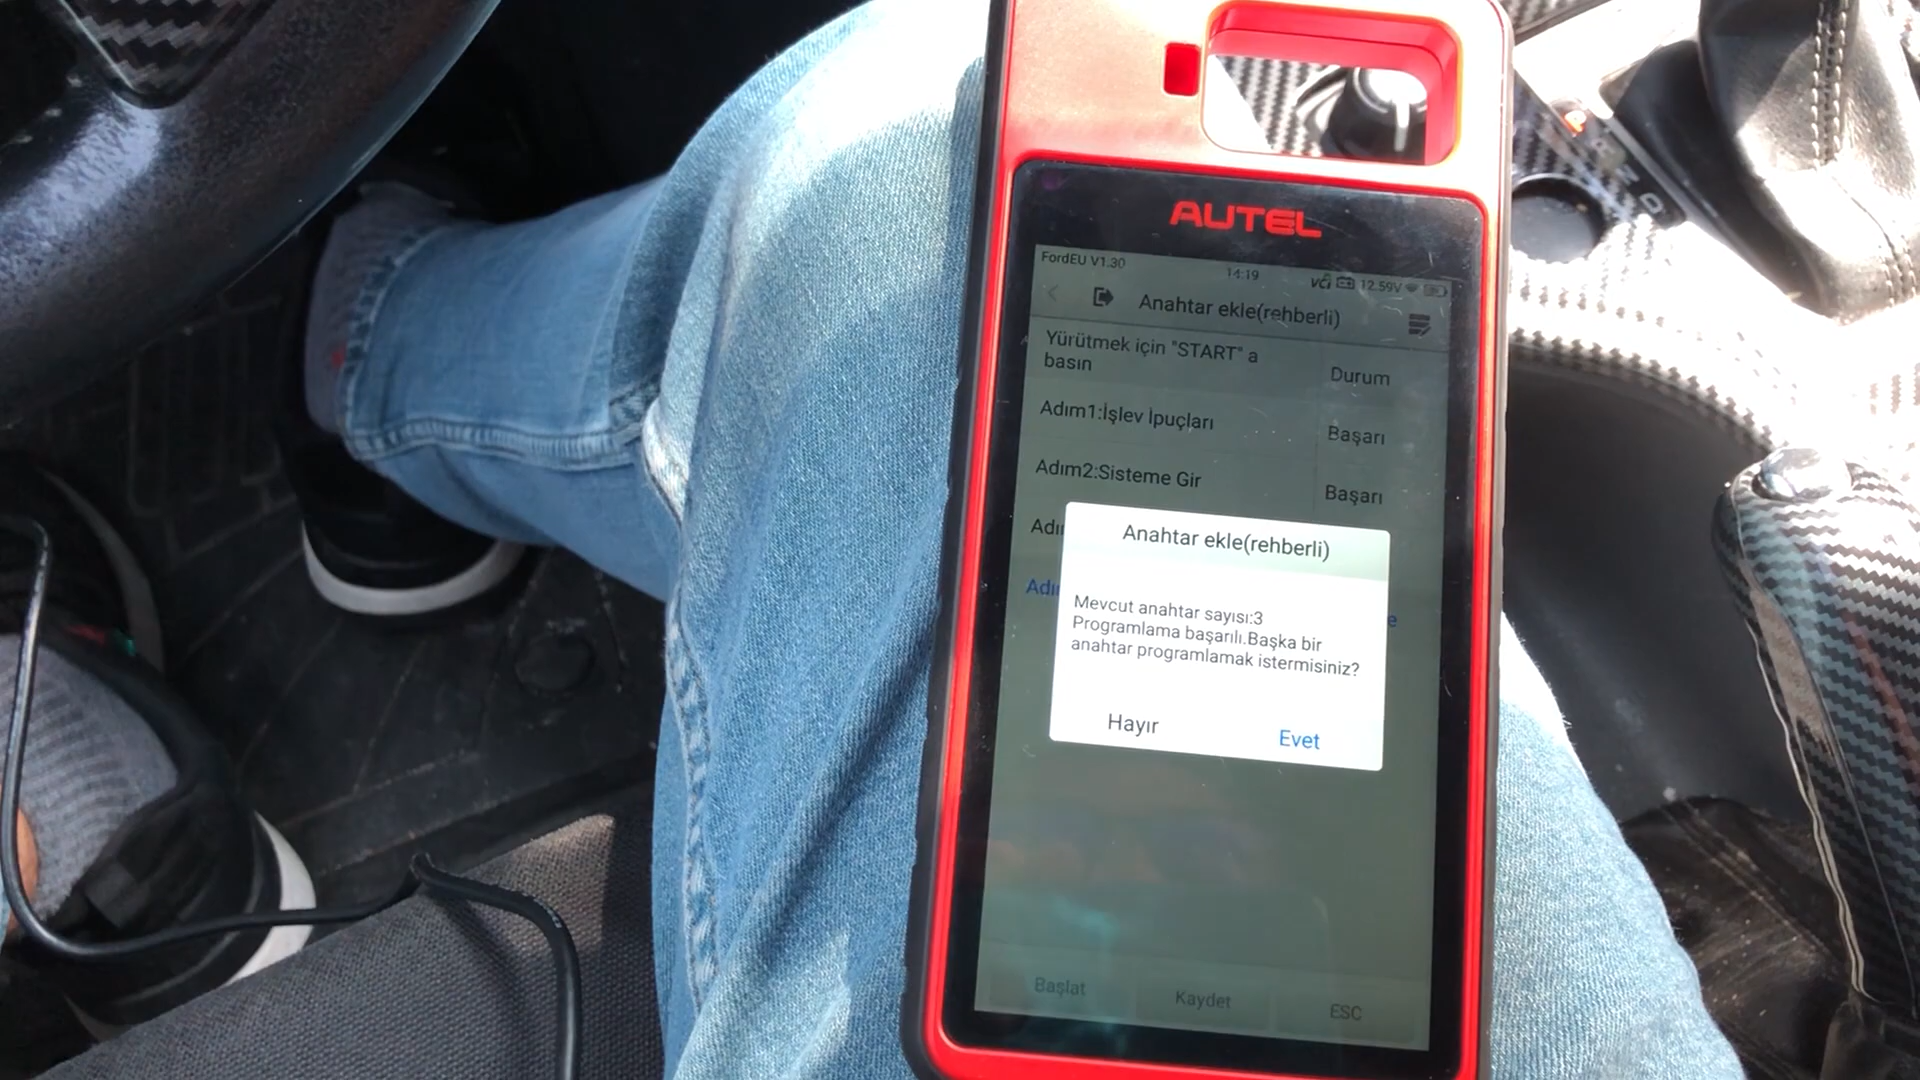 AUTEL
FordEU V1.30
14:19
VCI
12.59V
Anahtar ekle(rehberli)
Yürütmek için "START" a
basın
Durum
Adım1:İşlev İpuçları
Başarı
Adım2:Sisteme Gir
Başarı
Anahtar ekle(rehberli)
Mevcut anahtar sayısı:3
Programlama başarılı.Başka bir
anahtar programlamak istermisiniz?
Hayır
Evet
Başlat
Kaydet
ESC
N
D